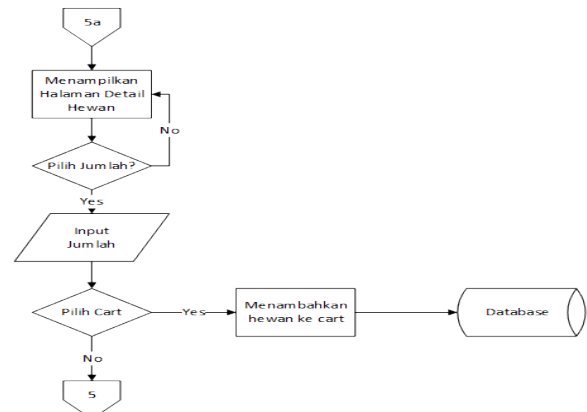 5a
Menampilkan
Halaman Detail
Hewan
No
Pilih Jumlah?
Yes
Input
Jumlah
Pilih Cart
Yes
Menambahkan
hewan ke cart
Database
No
5